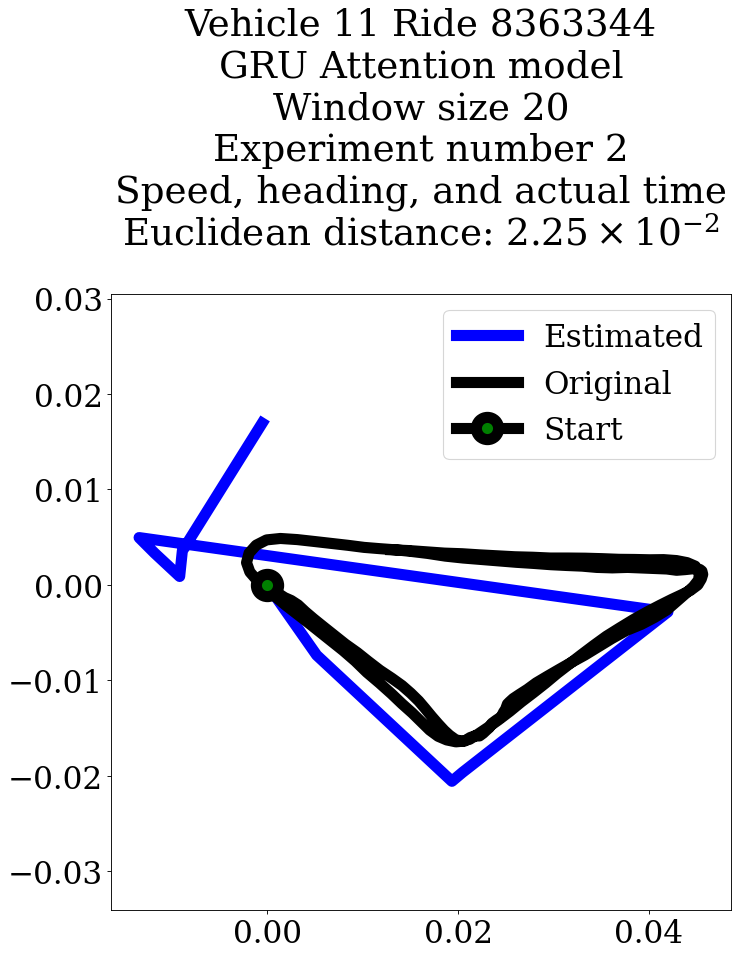 Vehicle 11 Ride 8363344
GRU Attention model
Window size 20
Experiment number 2
Speed, heading, and actual time
Euclidean distance: 2.25 × 10⁻²
0.03
0.02
0.01
0.00
−0.01
−0.02
−0.03
Estimated
Original
Start
0.00 0.02 0.04